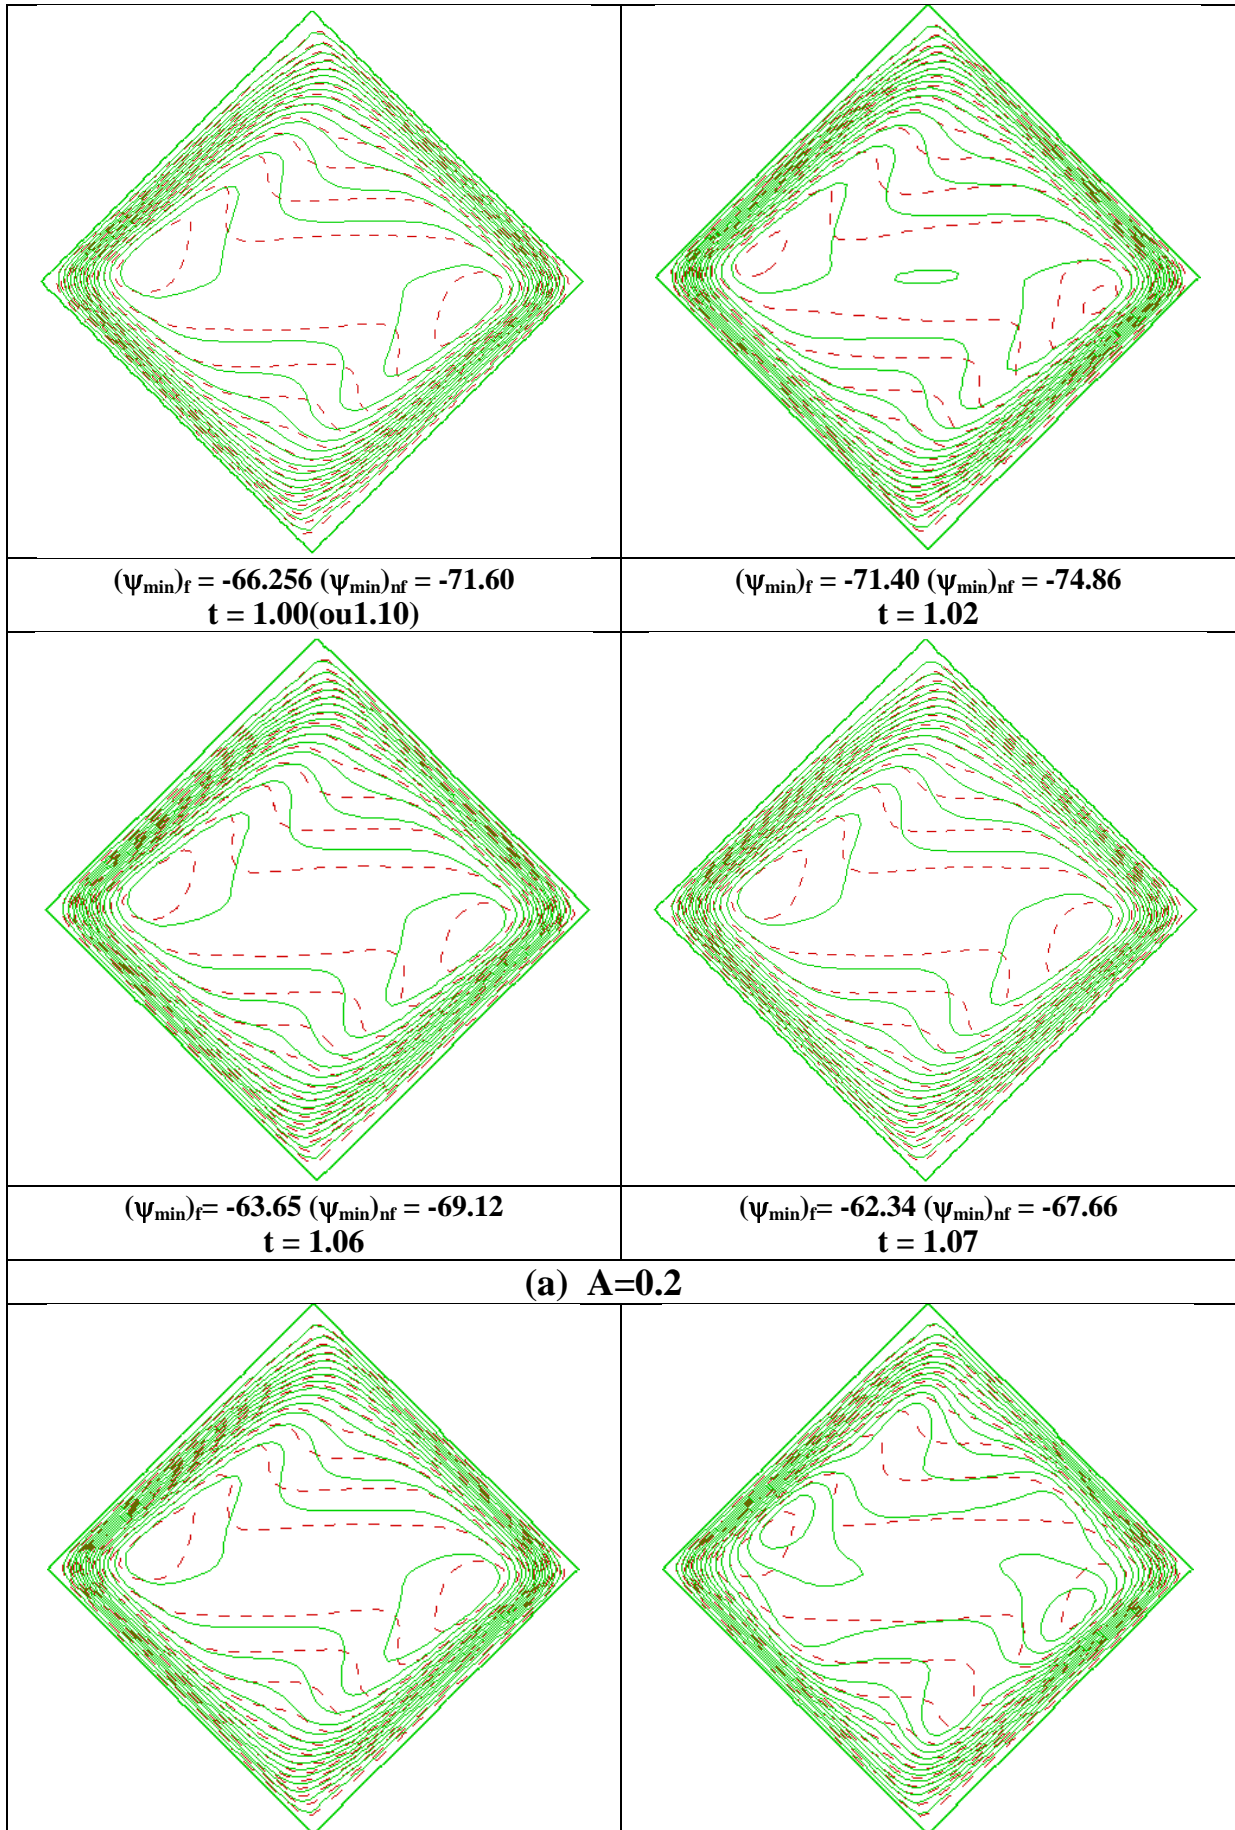 (ψmin)f = -66.256 (ψmin)nf = -71.60
t = 1.00(ou1.10)
(ψmin)f = -71.40 (ψmin)nf = -74.86
t = 1.02
(ψmin)f= -63.65 (ψmin)nf = -69.12
t = 1.06
(ψmin)f= -62.34 (ψmin)nf = -67.66
t = 1.07
(a) A=0.2